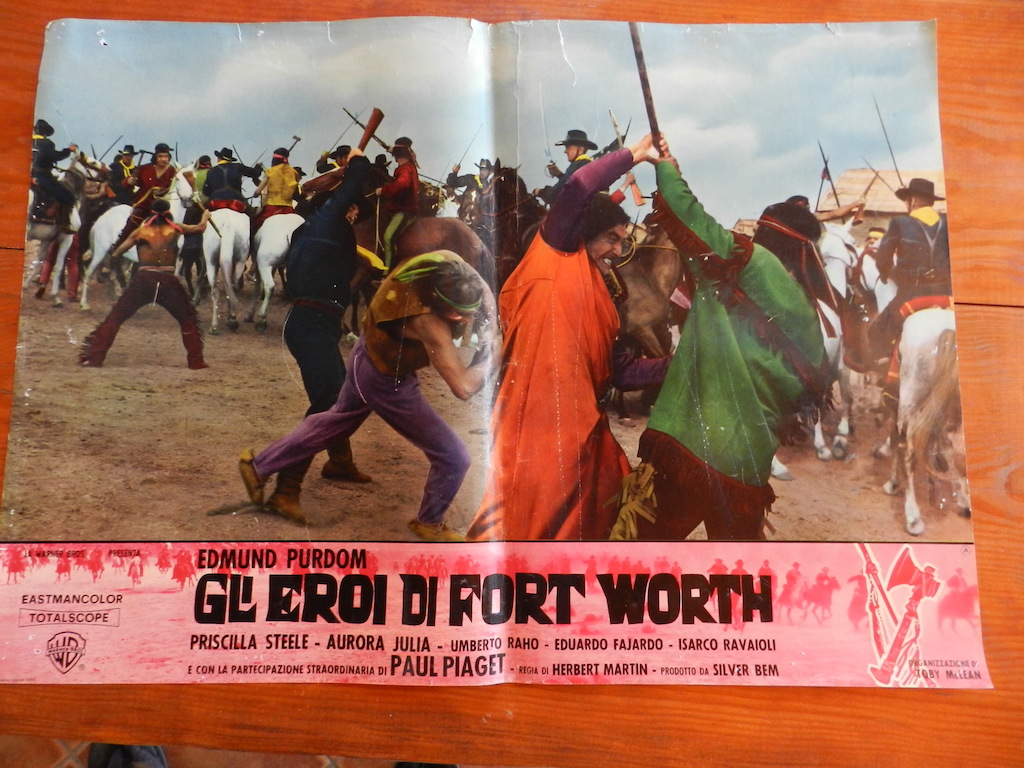 LA WARNER BROS. PRESENTA
EDMUND PURDOM
GLI EROI DI FORT WORTH
EASTMANCOLOR
TOTALSCOPE
WB
PRISCILLA STEELE - AURORA JULIA - UMBERTO RAHO - EDUARDO FAJARDO - ISARCO RAVAIOLI
E CON LA PARTECIPAZIONE STRAORDINARIA DI PAUL PIAGET - REGIA DI HERBERT MARTIN - PRODOTTO DA SILVER BEM
ORGANIZZAZIONE DI
TOBY McLEAN